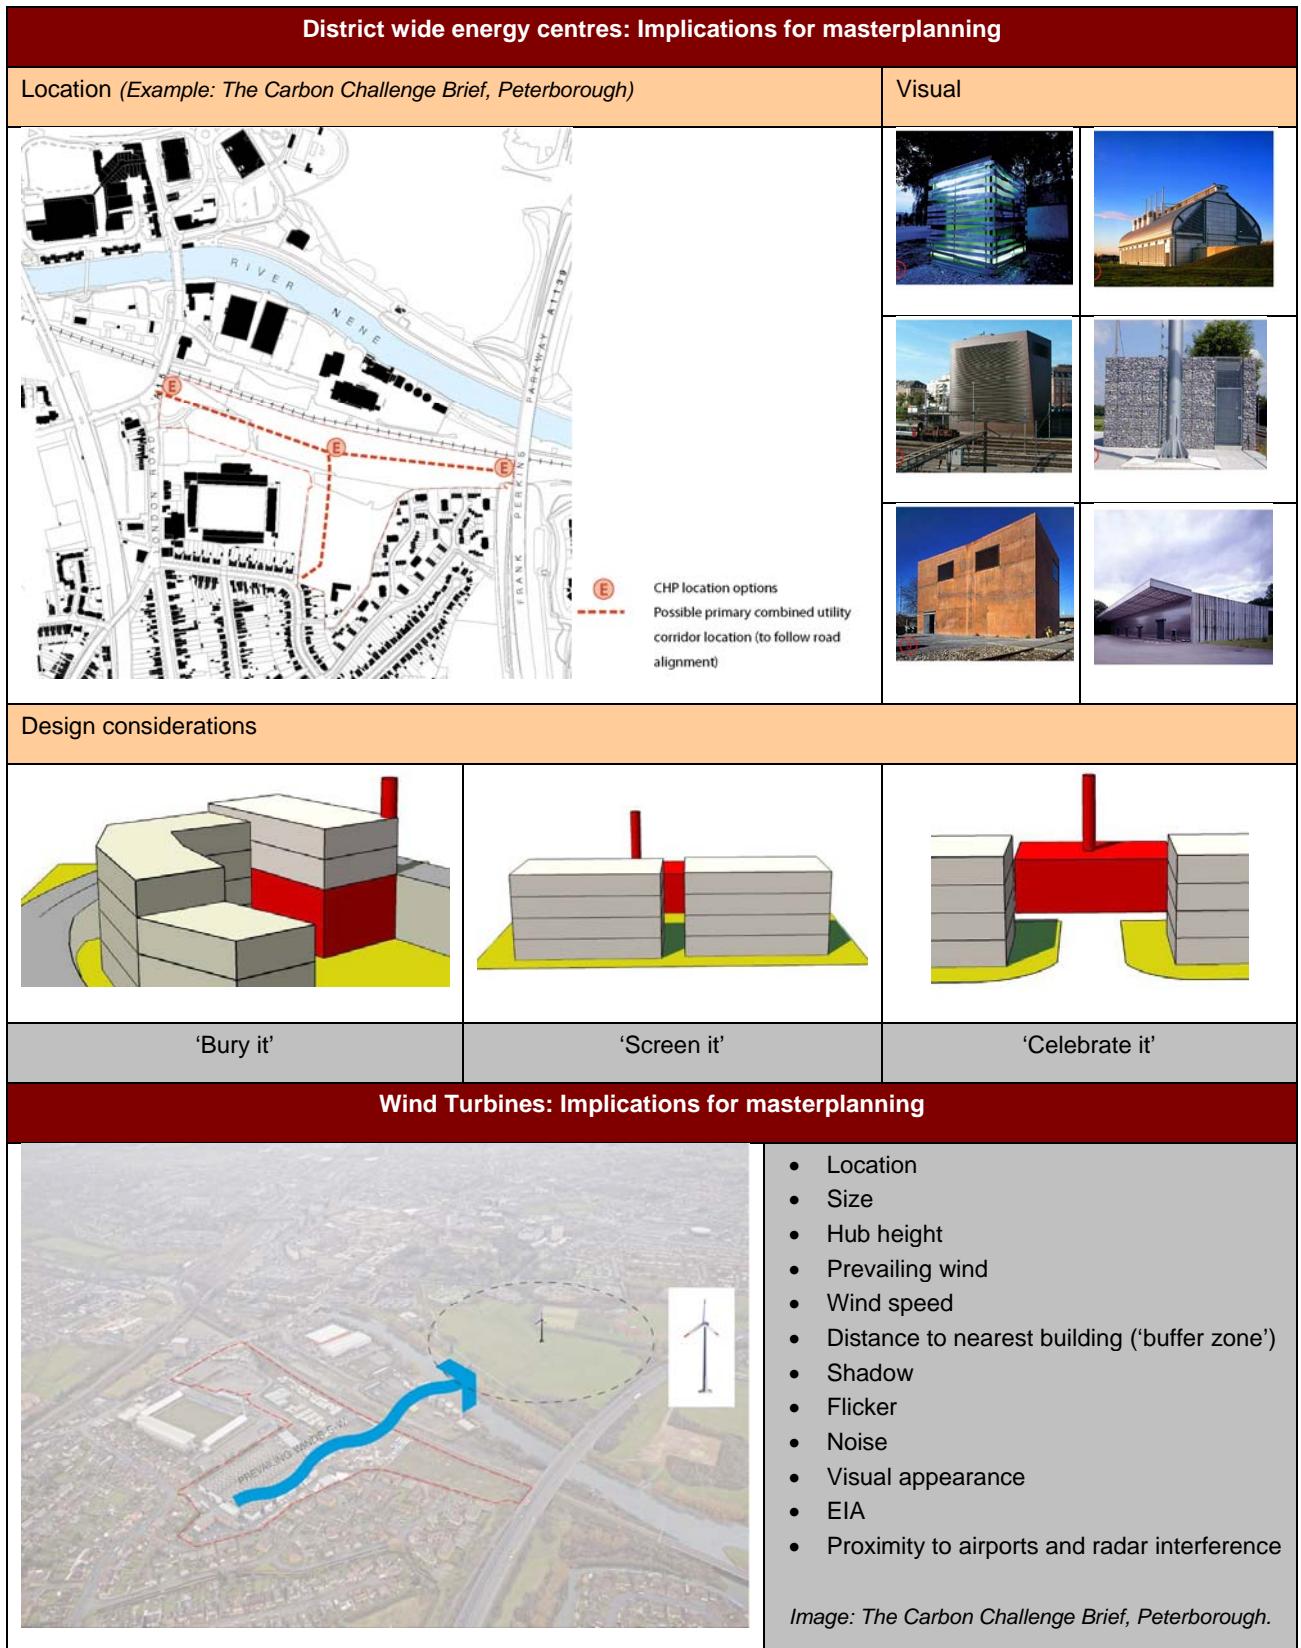 District wide energy centres: Implications for masterplanning
Location (Example: The Carbon Challenge Brief, Peterborough)
Visual
RIVER NENE
A15
LONDON ROAD
FRANK PERKINS PARKWAY A1139
E
E
E
E
CHP location options
Possible primary combined utility
corridor location (to follow road
alignment)
Design considerations
‘Bury it’
‘Screen it’
‘Celebrate it’
Wind Turbines: Implications for masterplanning
PREVAILING WINDS S-W
• Location
• Size
• Hub height
• Prevailing wind
• Wind speed
• Distance to nearest building (‘buffer zone’)
• Shadow
• Flicker
• Noise
• Visual appearance
• EIA
• Proximity to airports and radar interference
Image: The Carbon Challenge Brief, Peterborough.